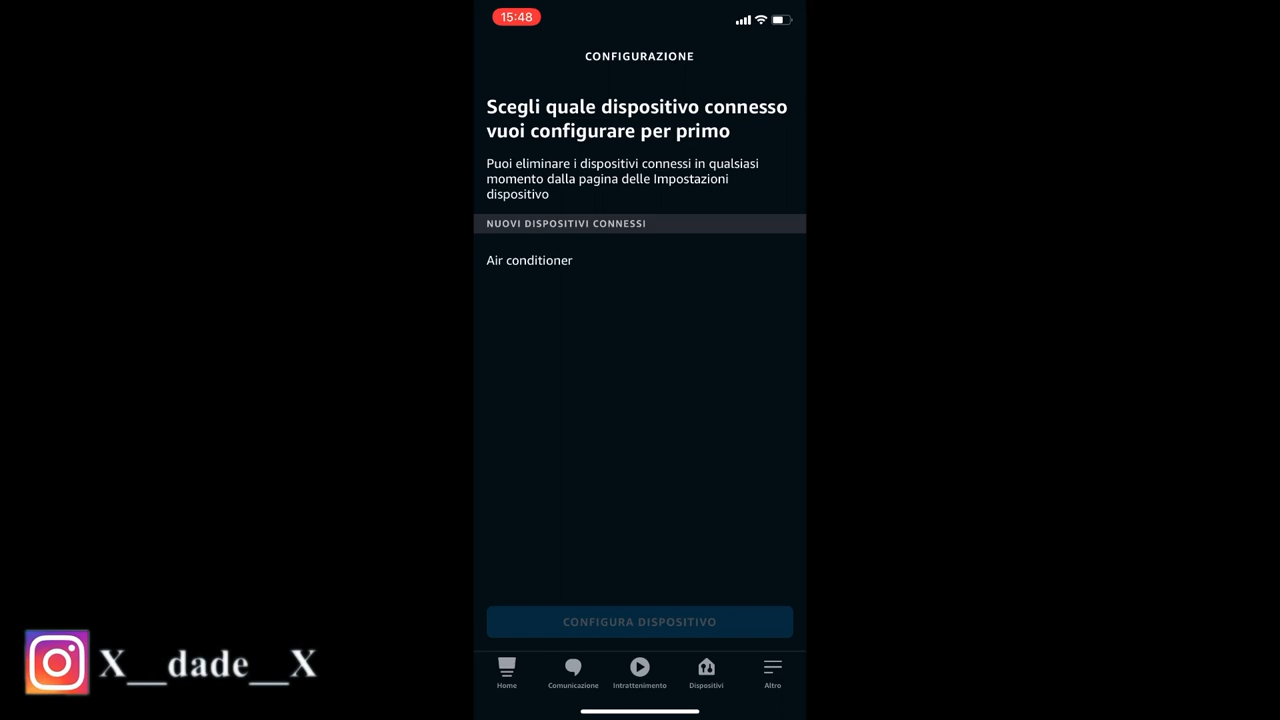 15:48
CONFIGURAZIONE
Scegli quale dispositivo connesso
vuoi configurare per primo
Puoi eliminare i dispositivi connessi in qualsiasi
momento dalla pagina delle Impostazioni
dispositivo
NUOVI DISPOSITIVI CONNESSI
Air conditioner
CONFIGURA DISPOSITIVO
Home Comunicazione Intrattenimento Dispositivi Altro
X__dade__X